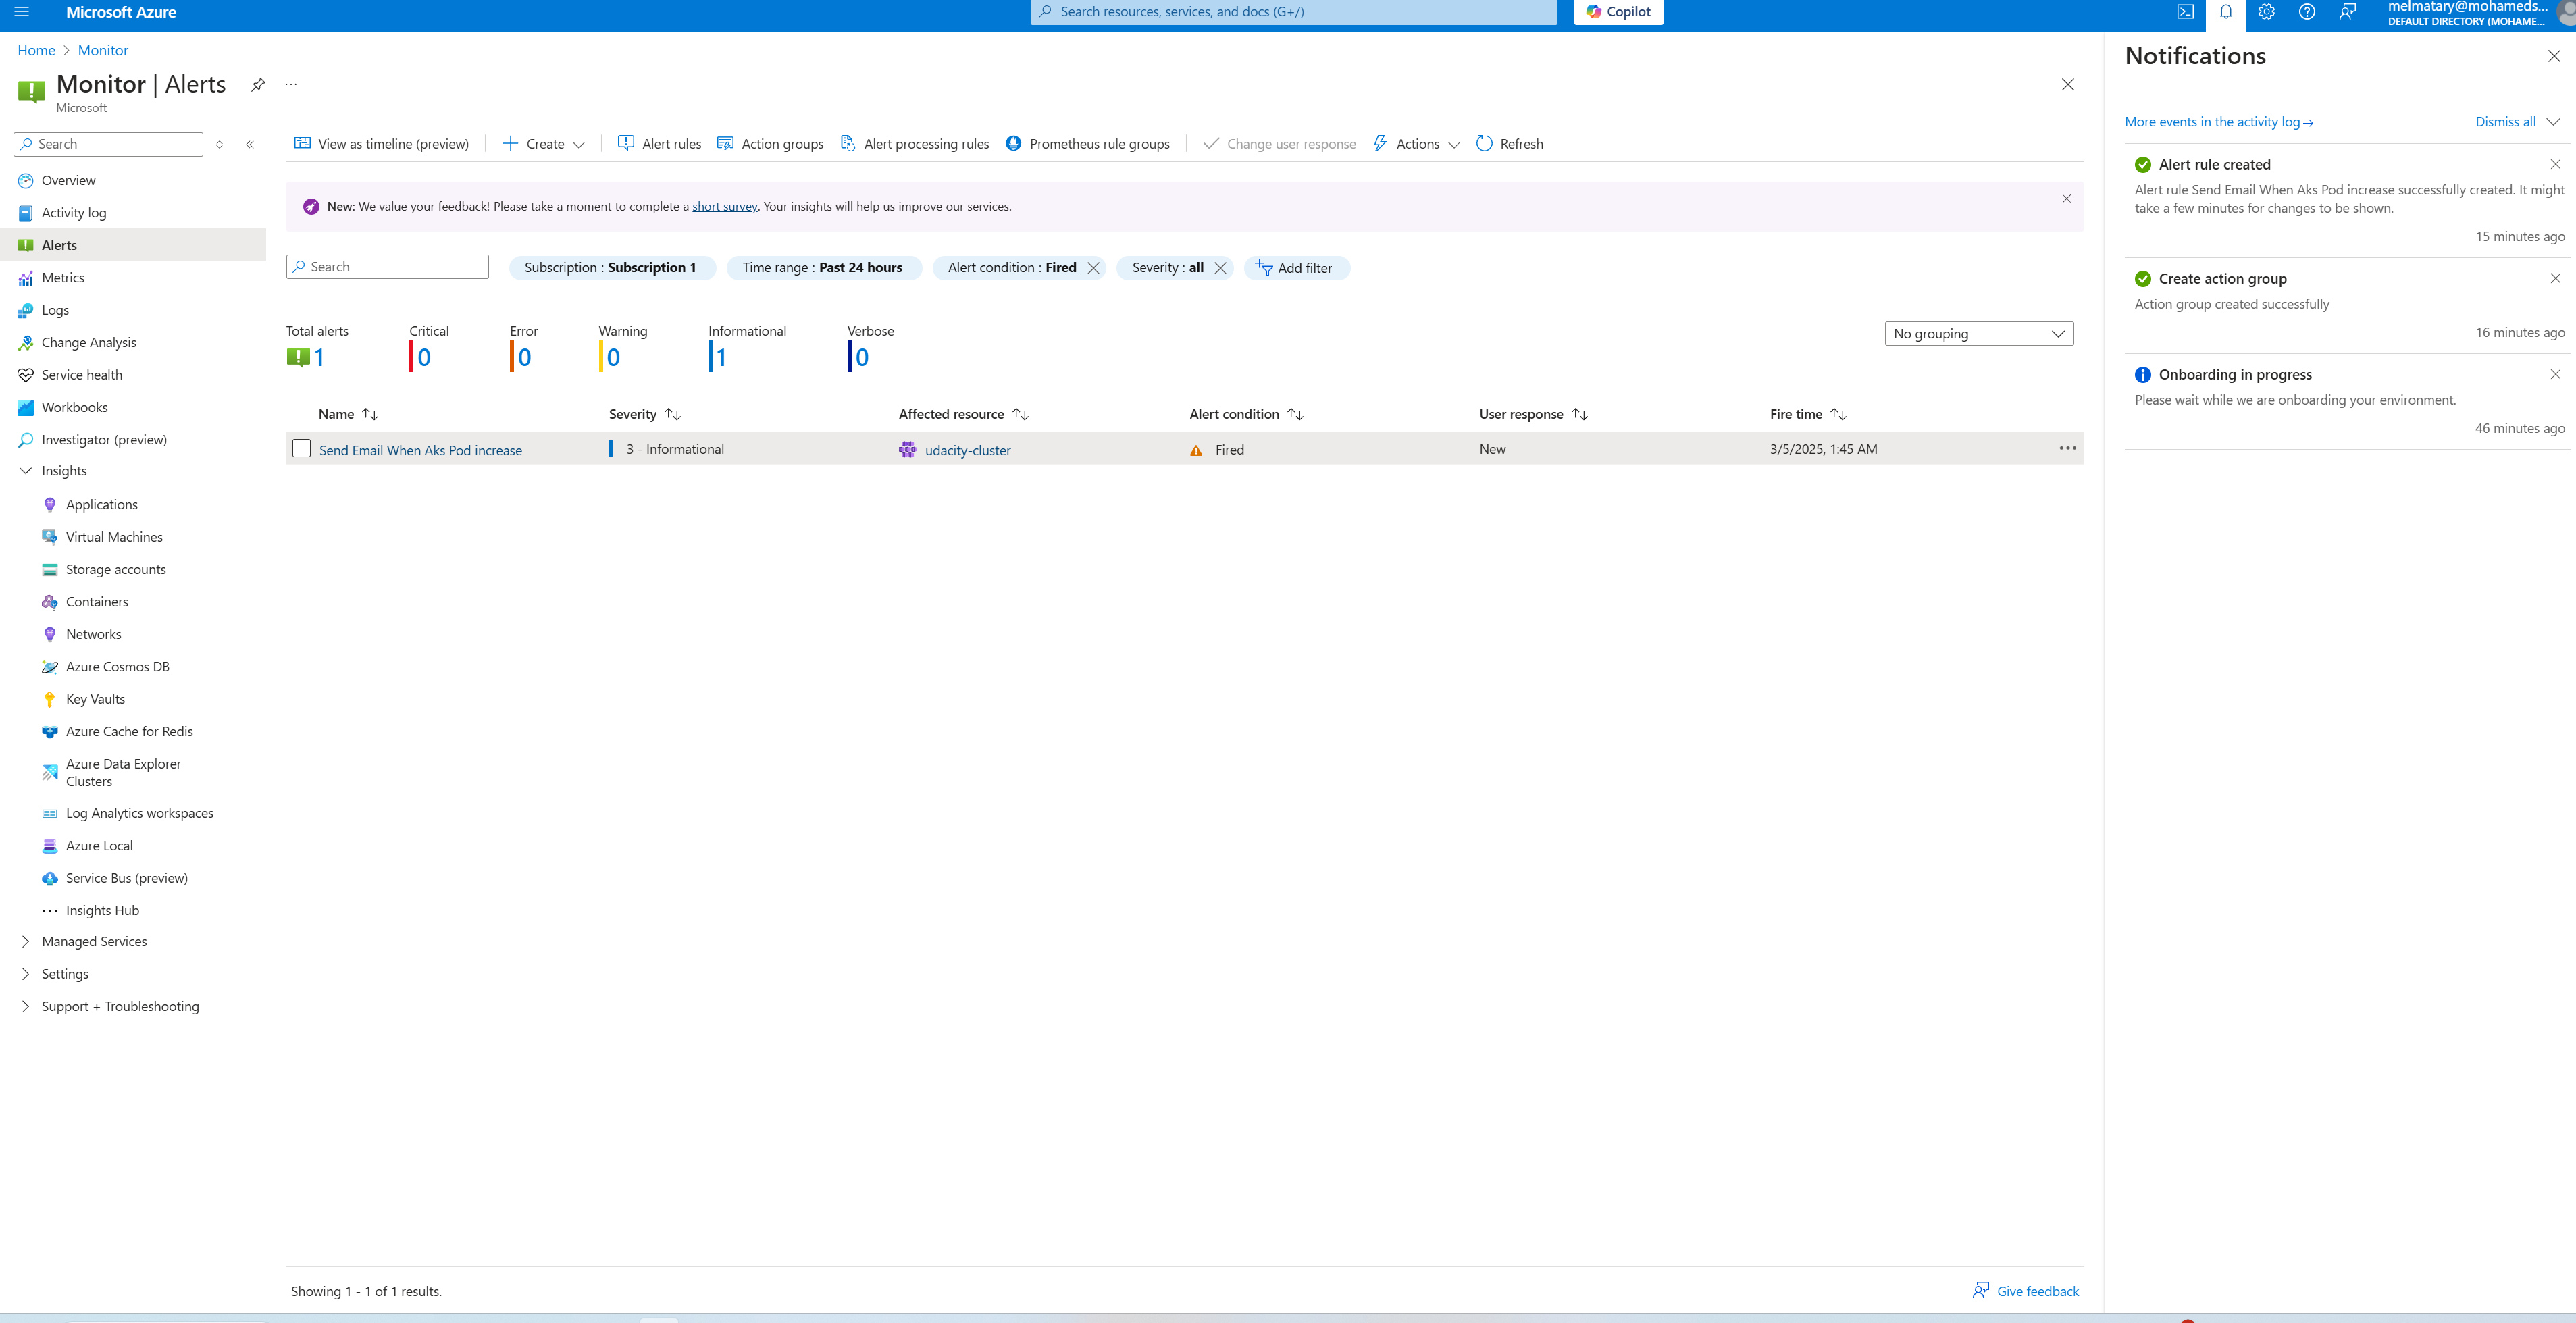 Microsoft Azure
Search resources, services, and docs (G+/)
Copilot
melmatary@mohameds...
DEFAULT DIRECTORY (MOHAME...
Home > Monitor
Monitor | Alerts
...
Microsoft
Search
Overview
Activity log
Alerts
Metrics
Logs
Change Analysis
Service health
Workbooks
Investigator (preview)
Insights
Applications
Virtual Machines
Storage accounts
Containers
Networks
Azure Cosmos DB
Key Vaults
Azure Cache for Redis
Azure Data Explorer
Clusters
Log Analytics workspaces
Azure Local
Service Bus (preview)
Insights Hub
Managed Services
Settings
Support + Troubleshooting
View as timeline (preview)
Create
Alert rules
Action groups
Alert processing rules
Prometheus rule groups
Change user response
Actions
Refresh
New: We value your feedback! Please take a moment to complete a short survey. Your insights will help us improve our services.
Search
Subscription : Subscription 1
Time range : Past 24 hours
Alert condition : Fired
Severity : all
Add filter
Total alerts
1
Critical
0
Error
0
Warning
0
Informational
1
Verbose
0
No grouping
Name
Severity
Affected resource
Alert condition
User response
Fire time
Send Email When Aks Pod increase
3 - Informational
udacity-cluster
Fired
New
3/5/2025, 1:45 AM
Showing 1 - 1 of 1 results.
Give feedback
Notifications
More events in the activity log→
Dismiss all
Alert rule created
Alert rule Send Email When Aks Pod increase successfully created. It might
take a few minutes for changes to be shown.
15 minutes ago
Create action group
Action group created successfully
16 minutes ago
Onboarding in progress
Please wait while we are onboarding your environment.
46 minutes ago